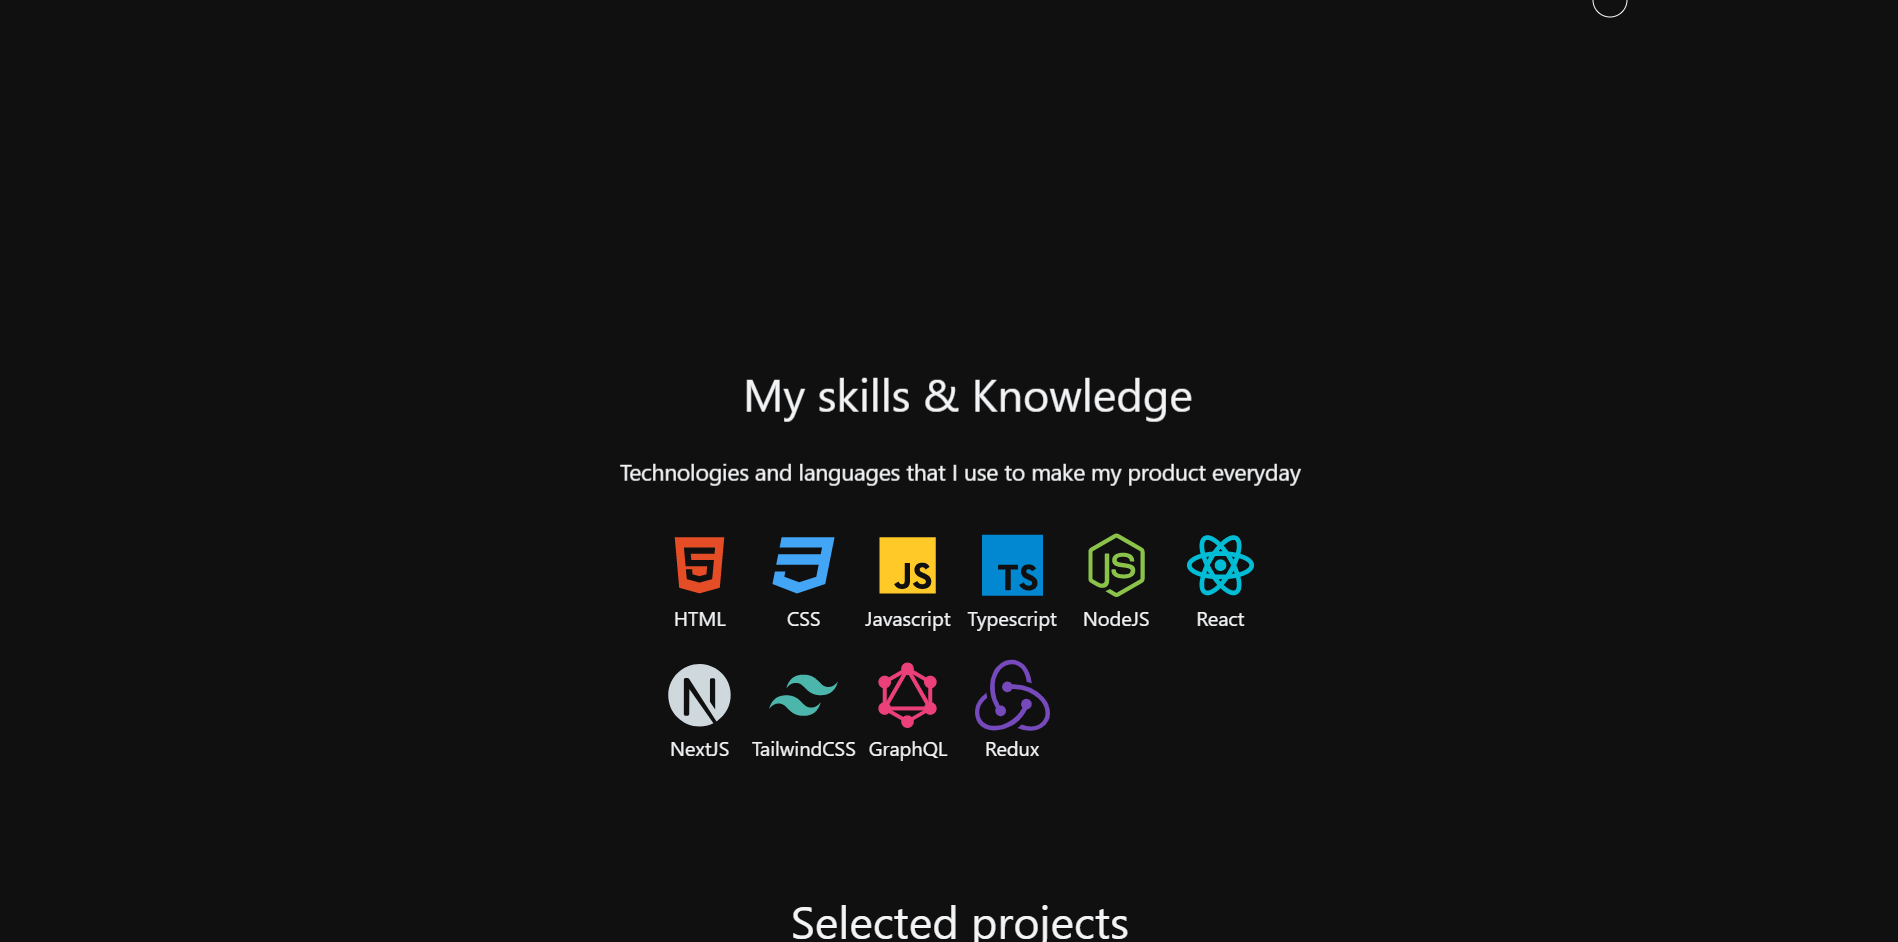 My skills & Knowledge
Technologies and languages that I use to make my product everyday
JS TS JS
HTML CSS Javascript Typescript NodeJS React
N
NextJS TailwindCSS GraphQL Redux
Selected projects